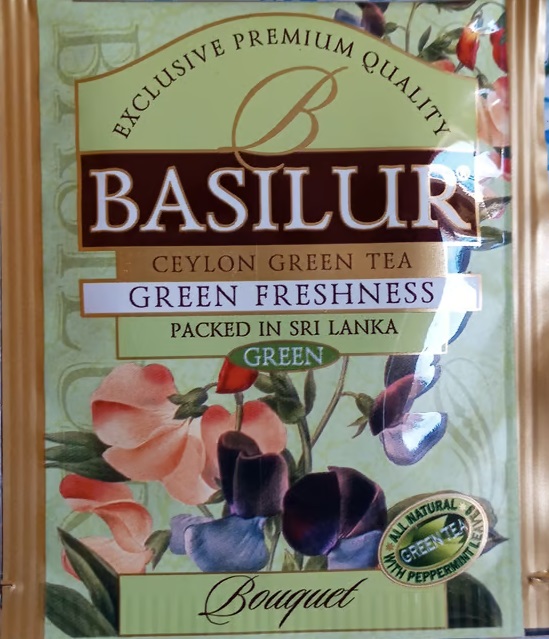 EXCLUSIVE PREMIUM QUALITY
B
BASILUR
CEYLON GREEN TEA
GREEN FRESHNESS
PACKED IN SRI LANKA
GREEN
ALL NATURAL
GREEN TEA
WITH PEPPERMINT
Bouquet
BASILUR